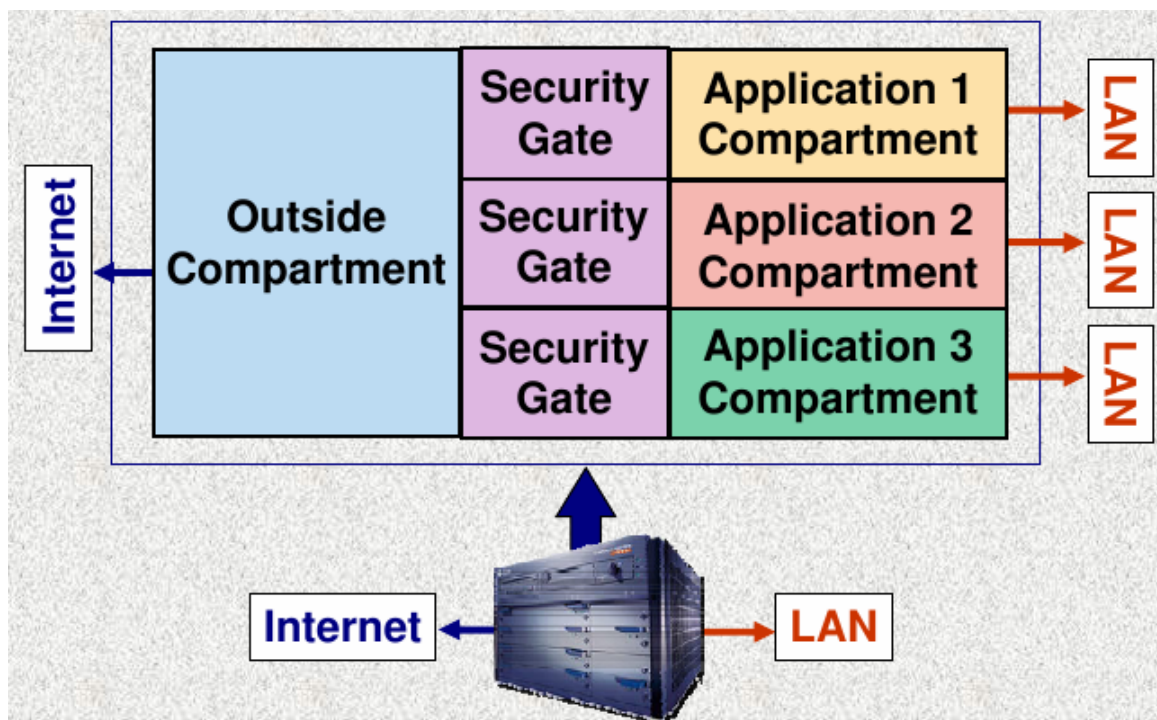 Security
Gate
Application 1
Compartment
LAN
Internet
Outside
Compartment
Security
Gate
Application 2
Compartment
LAN
Security
Gate
Application 3
Compartment
LAN
Internet
LAN